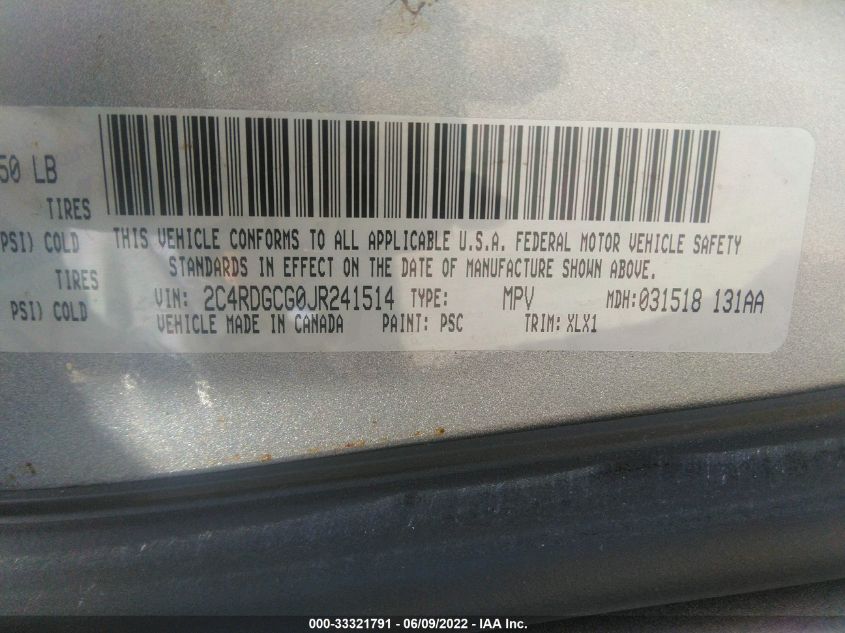 50 LB
TIRES
PSI) COLD
TIRES
PSI) COLD
THIS VEHICLE CONFORMS TO ALL APPLICABLE U.S.A. FEDERAL MOTOR VEHICLE SAFETY
STANDARDS IN EFFECT ON THE DATE OF MANUFACTURE SHOWN ABOVE.
VIN: 2C4RDGCG0JR241514 TYPE: MPV MDH:031518 131AA
VEHICLE MADE IN CANADA PAINT: PSC TRIM: XLX1
000-33321791 - 06/09/2022 - IAA Inc.